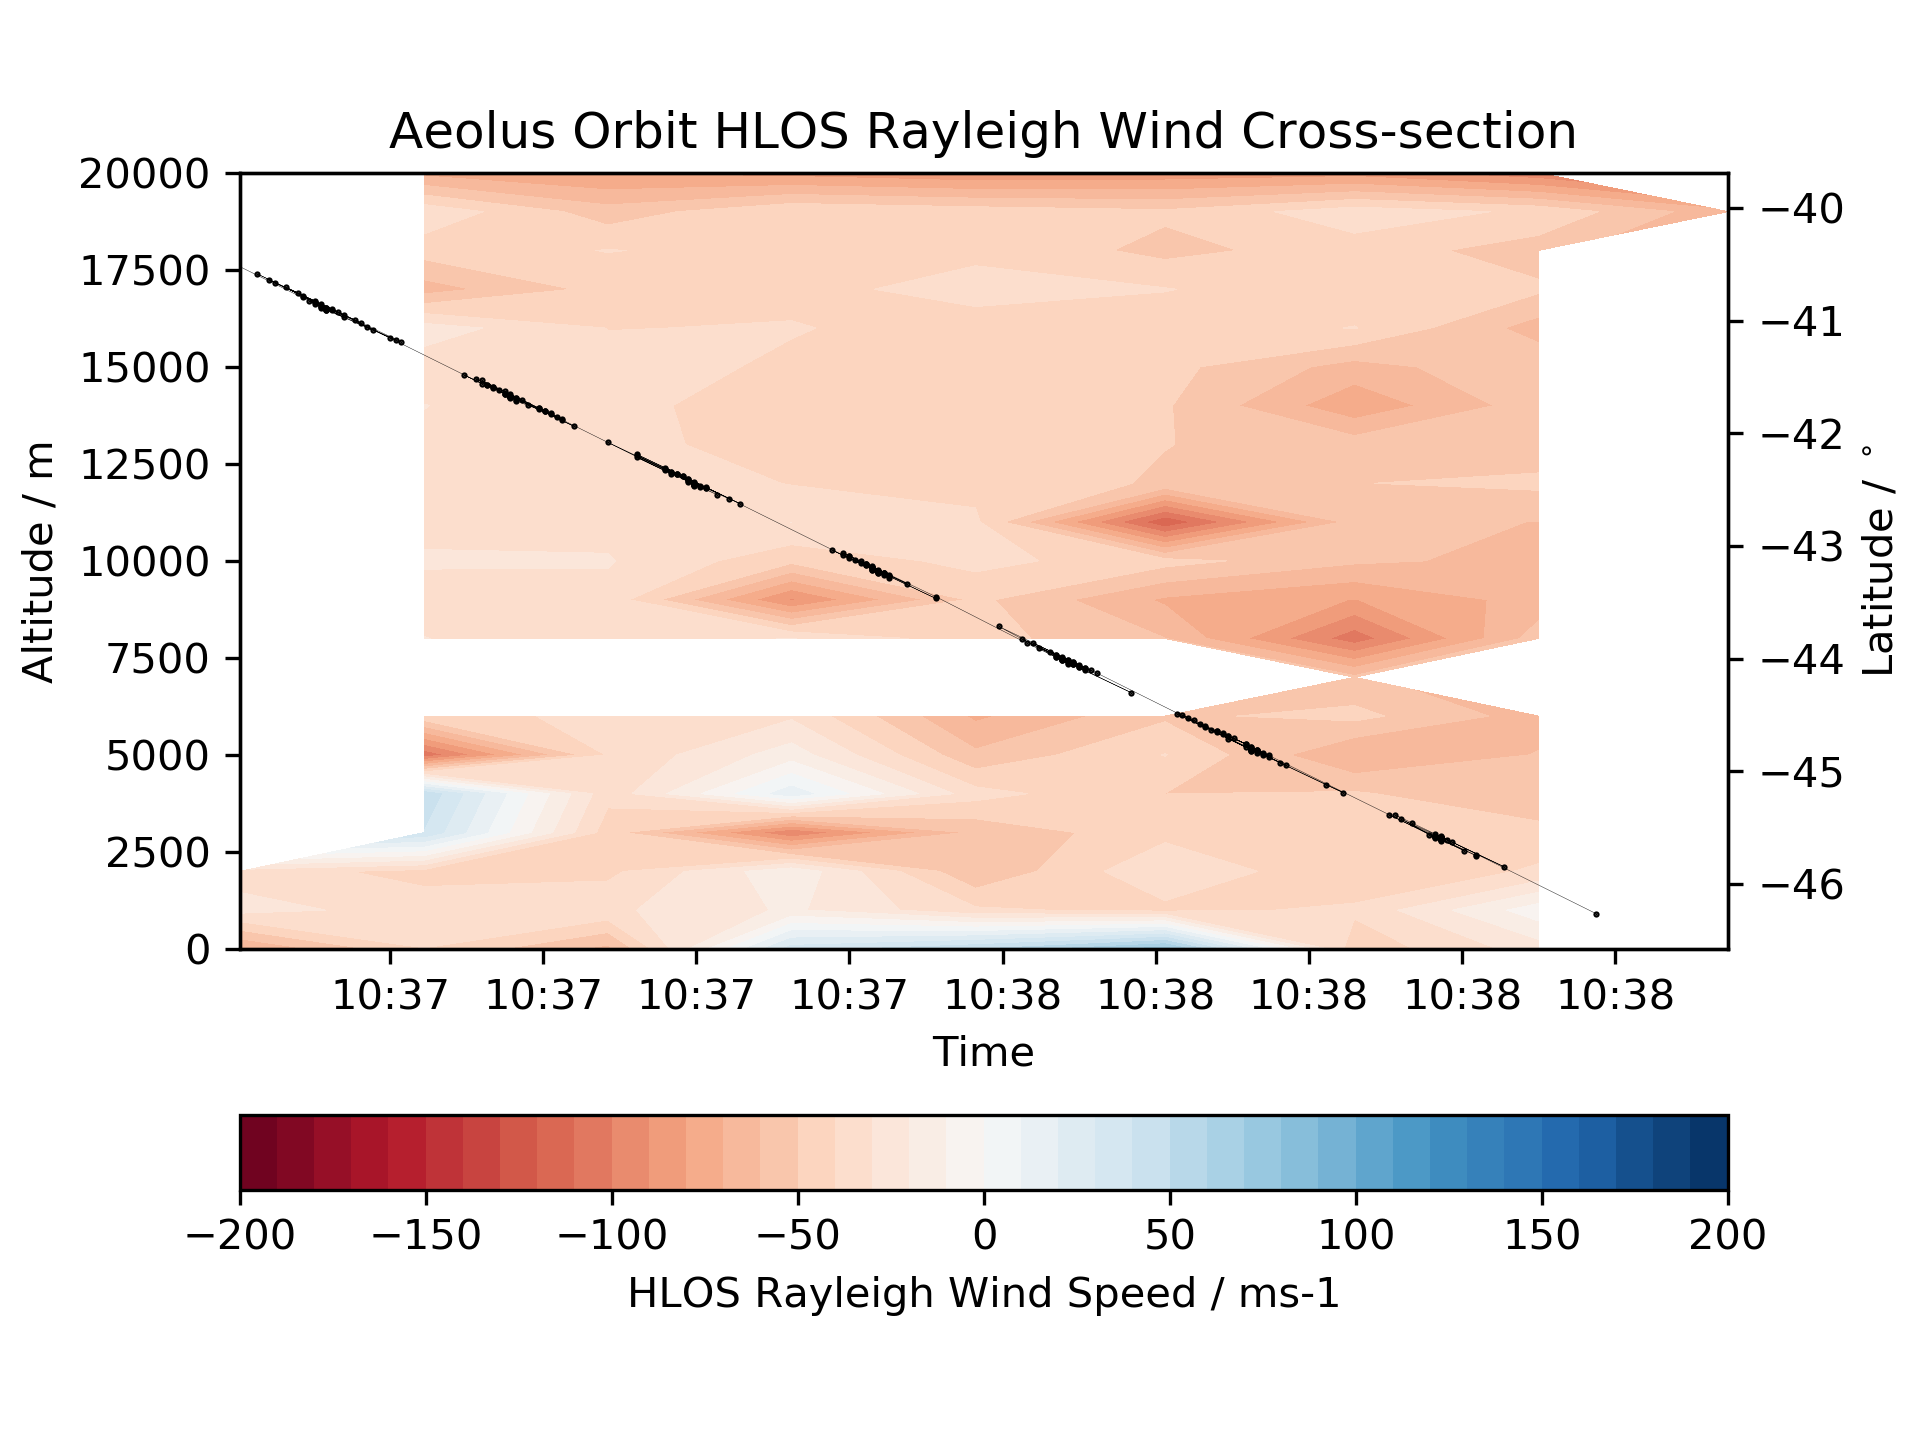 Aeolus Orbit HLOS Rayleigh Wind Cross-section
20000
17500
15000
12500
10000
7500
5000
2500
0
Altitude / m
−40
−41
−42
−43
−44
−45
−46
Latitude / °
10:37 10:37 10:37 10:37 10:38 10:38 10:38 10:38 10:38
Time
−200 −150 −100 −50 0 50 100 150 200
HLOS Rayleigh Wind Speed / ms-1